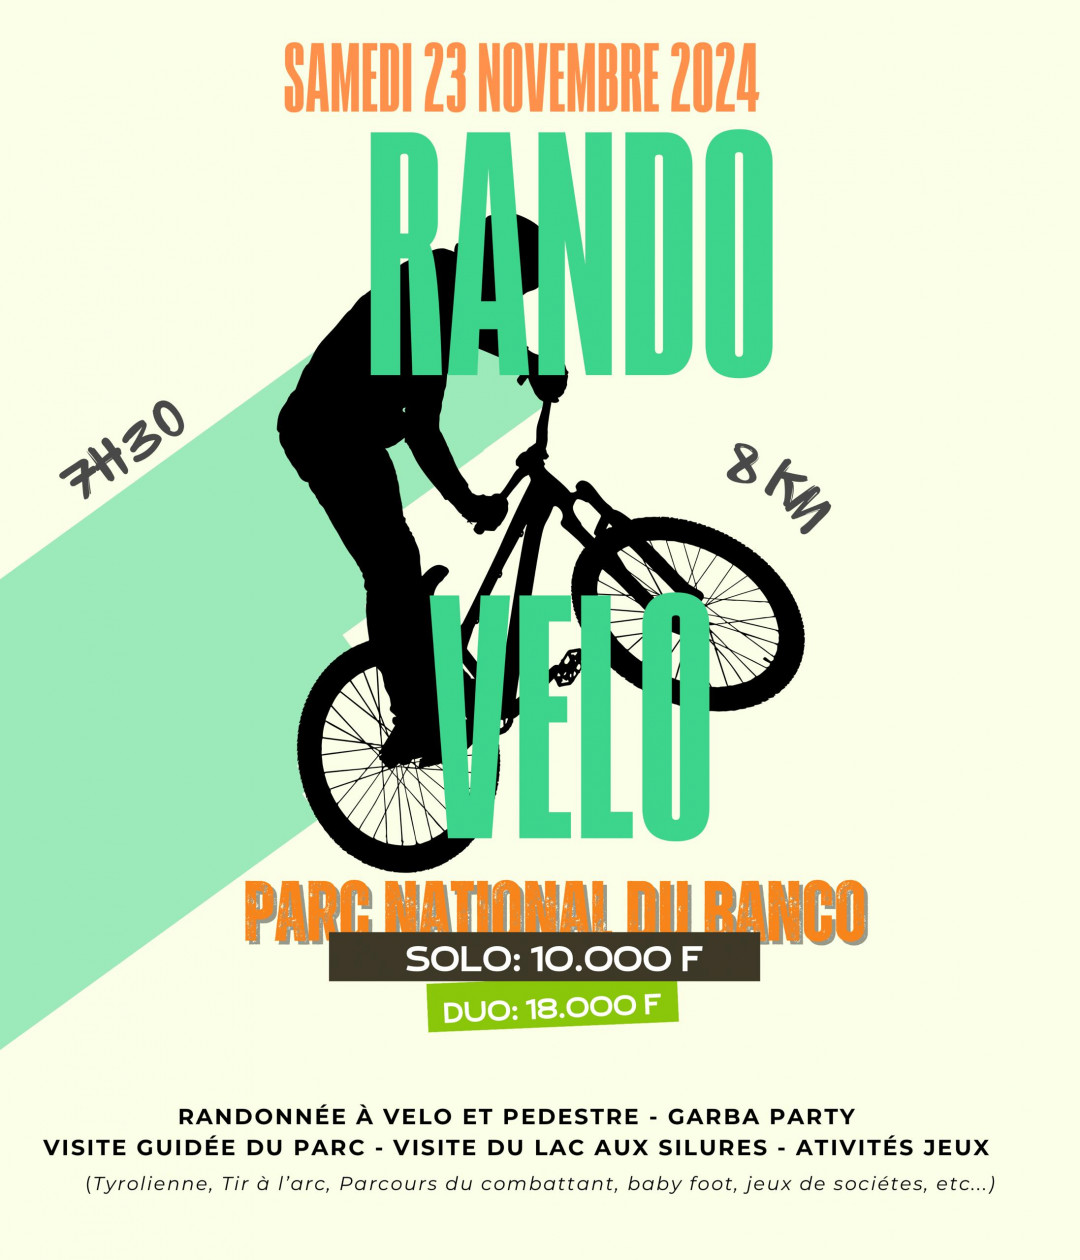 SAMEDI 23 NOVEMBRE 2024
RANDO
7H30
8 KM
VELO
PARC NATIONAL DU BANCO
SOLO: 10.000 F
DUO: 18.000 F
RANDONNÉE À VELO ET PEDESTRE - GARBA PARTY
VISITE GUIDÉE DU PARC - VISITE DU LAC AUX SILURES - ATIVITÉS JEUX
(Tyrolienne, Tir à l'arc, Parcours du combattant, baby foot, jeux de sociétes, etc...)